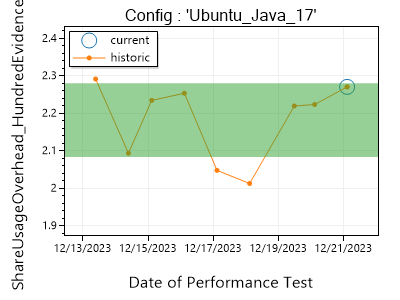 Config : 'Ubuntu_Java_17'
ShareUsageOverhead_HundredEvidence
current
historic
2.4
2.3
2.2
2.1
2
1.9
12/13/2023 12/15/2023 12/17/2023 12/19/2023 12/21/2023
Date of Performance Test